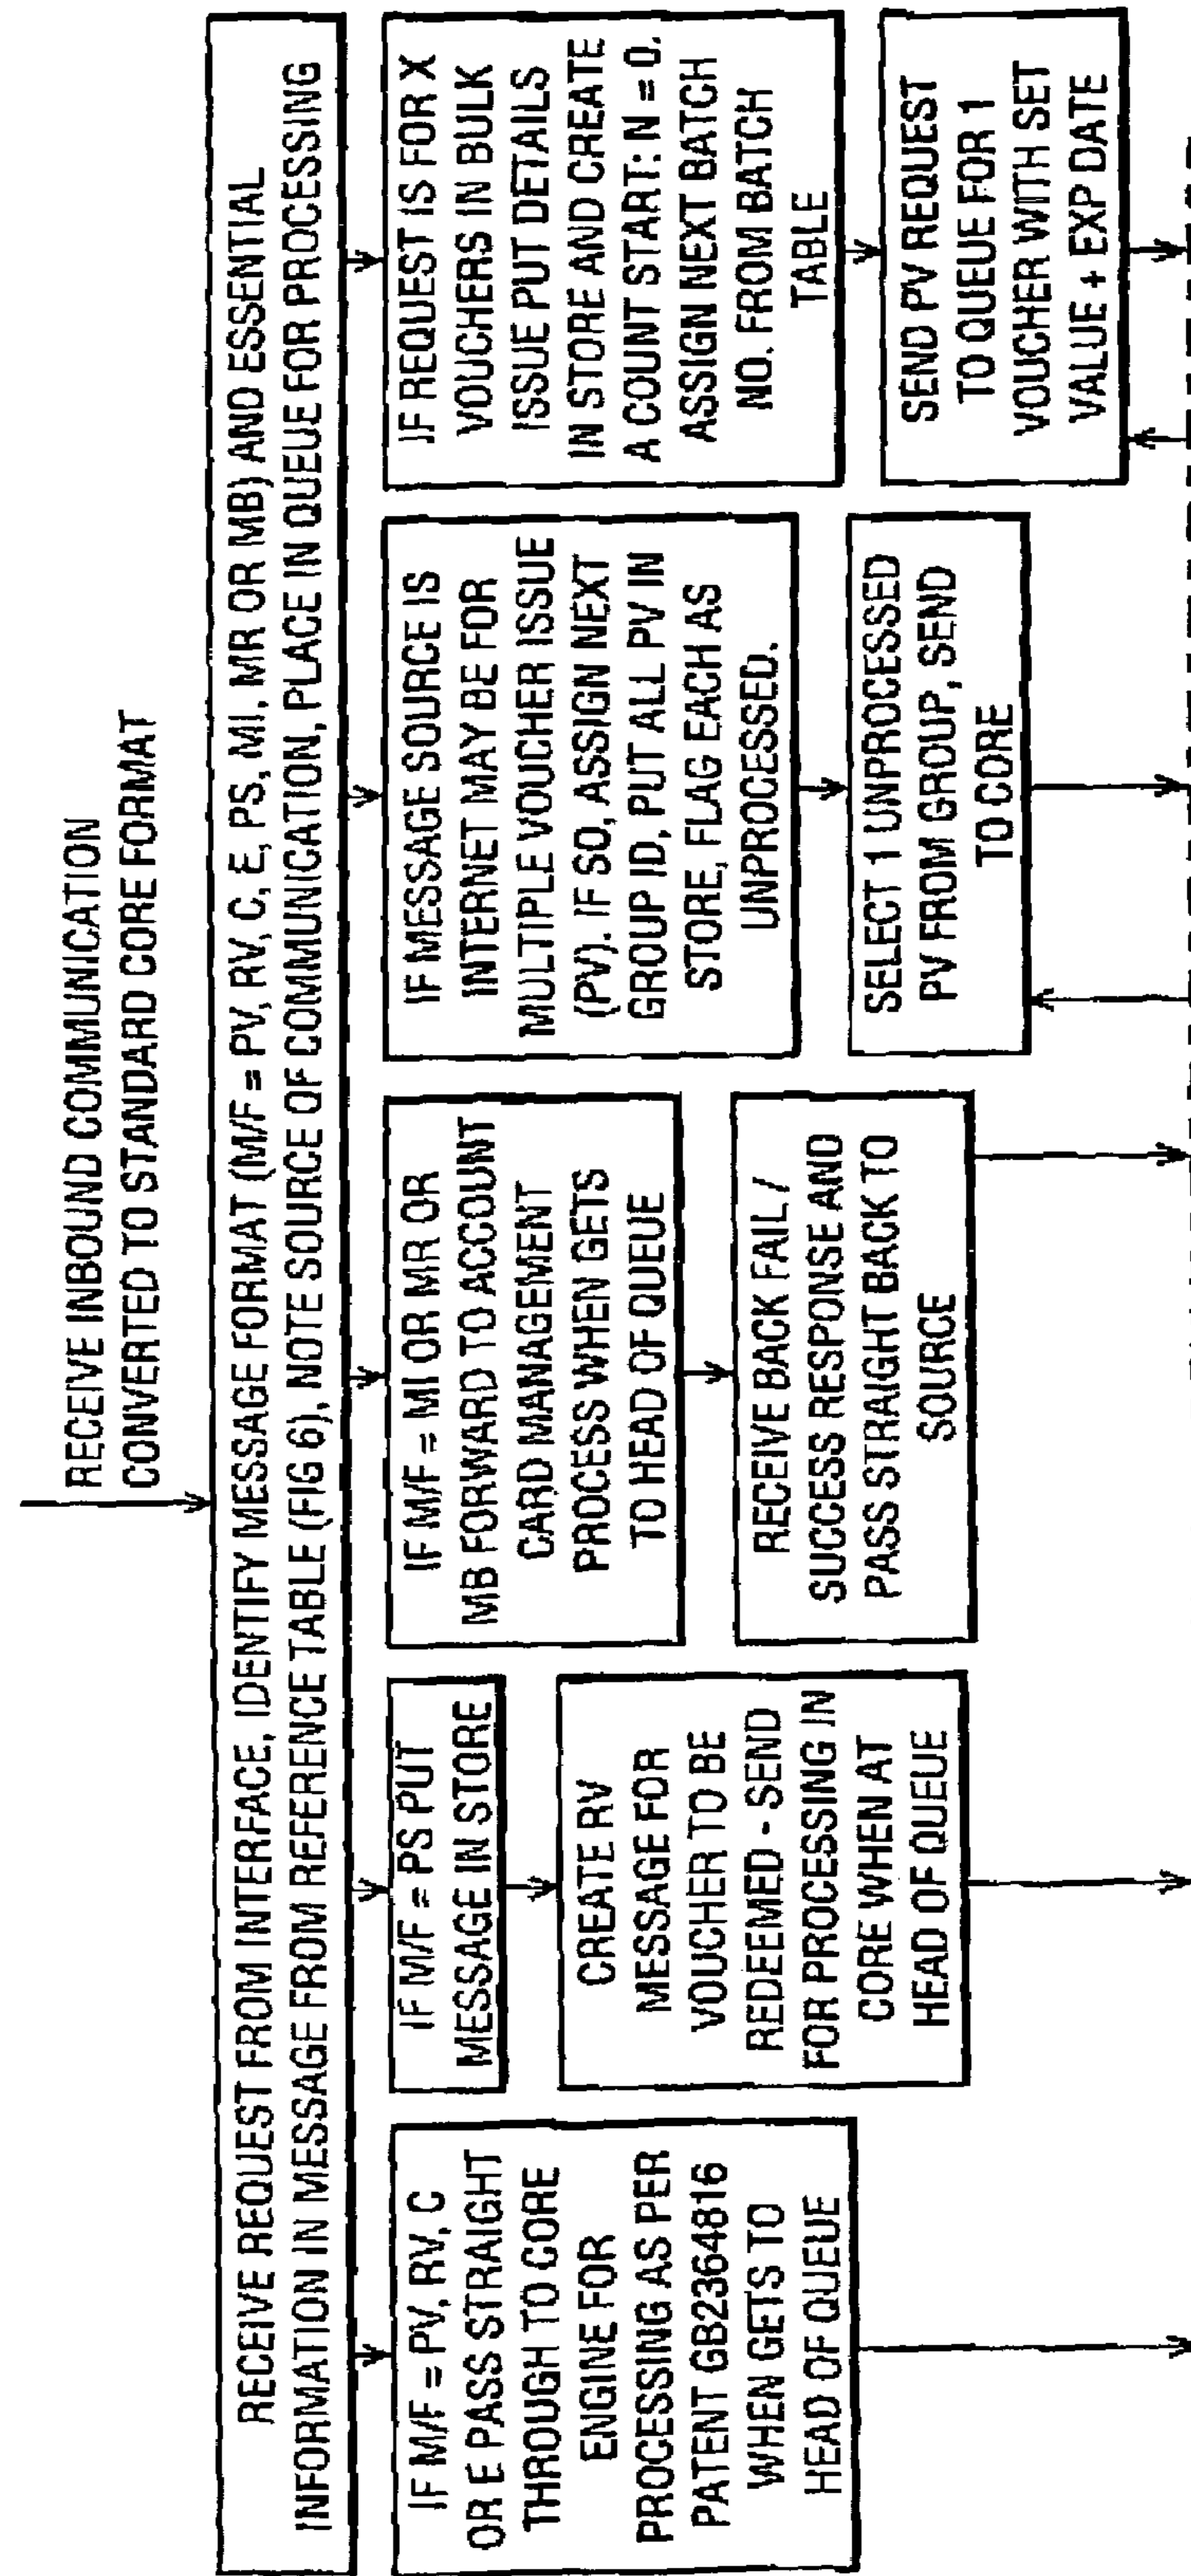 RECEIVE INBOUND COMMUNICATION
CONVERTED TO STANDARD CORE FORMAT
RECEIVE REQUEST FROM INTERFACE, IDENTIFY MESSAGE FORMAT (M/F = PV, RV, C, E, PS, MI, MR OR MB) AND ESSENTIAL
INFORMATION IN MESSAGE FROM REFERENCE TABLE (FIG 6), NOTE SOURCE OF COMMUNICATION, PLACE IN QUEUE FOR PROCESSING
IF M/F = PV, RV, C
OR E PASS STRAIGHT
THROUGH TO CORE
ENGINE FOR
PROCESSING AS PER
PATENT GB2364816
WHEN GETS TO
HEAD OF QUEUE
IF M/F = PS PUT
MESSAGE IN STORE
CREATE RV
MESSAGE FOR
VOUCHER TO BE
REDEEMED - SEND
FOR PROCESSING IN
CORE WHEN AT
HEAD OF QUEUE
IF M/F = MI OR MR OR
MB FORWARD TO ACCOUNT
CARD MANAGEMENT
PROCESS WHEN GETS
TO HEAD OF QUEUE
RECEIVE BACK FAIL /
SUCCESS RESPONSE AND
PASS STRAIGHT BACK TO
SOURCE
IF MESSAGE SOURCE IS
INTERNET MAY BE FOR
MULTIPLE VOUCHER ISSUE
(PV). IF SO, ASSIGN NEXT
GROUP ID, PUT ALL PV IN
STORE, FLAG EACH AS
UNPROCESSED.
SELECT 1 UNPROCESSED
PV FROM GROUP, SEND
TO CORE
IF REQUEST IS FOR X
VOUCHERS IN BULK
ISSUE PUT DETAILS
IN STORE AND CREATE
A COUNT START: N = 0.
ASSIGN NEXT BATCH
NO. FROM BATCH
TABLE
SEND PV REQUEST
TO QUEUE FOR 1
VOUCHER WITH SET
VALUE + EXP DATE